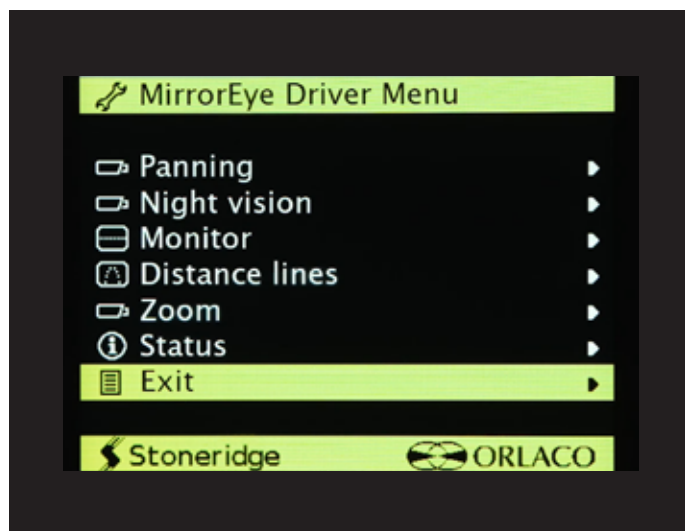 MirrorEye Driver Menu
Panning
Night vision
Monitor
Distance lines
Zoom
Status
Exit
Stoneridge ORLACO